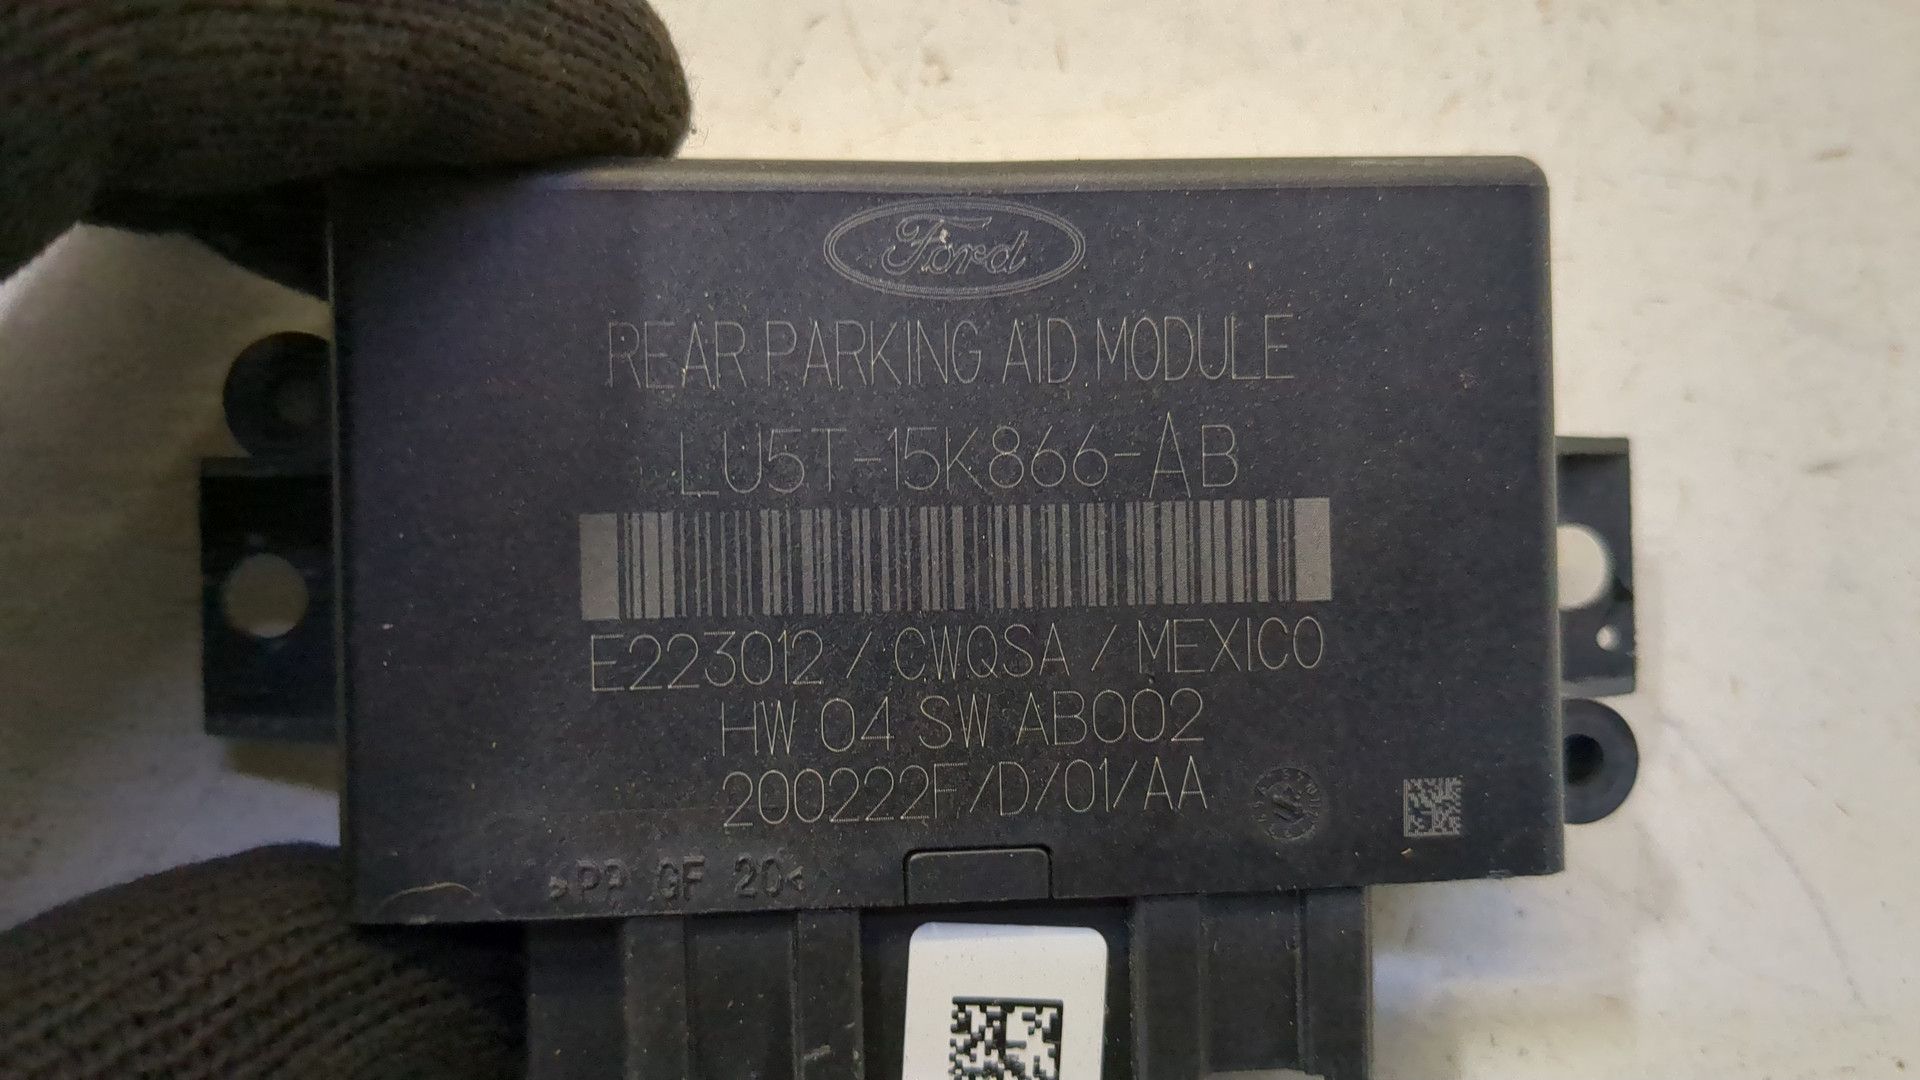 Ford
REAR PARKING AID MODULE
LU5T-15K866-AB
E223012 / CWQSA / MEXICO
HW 04 SW AB002
200222F/D/01/AA
>PP GF 20<